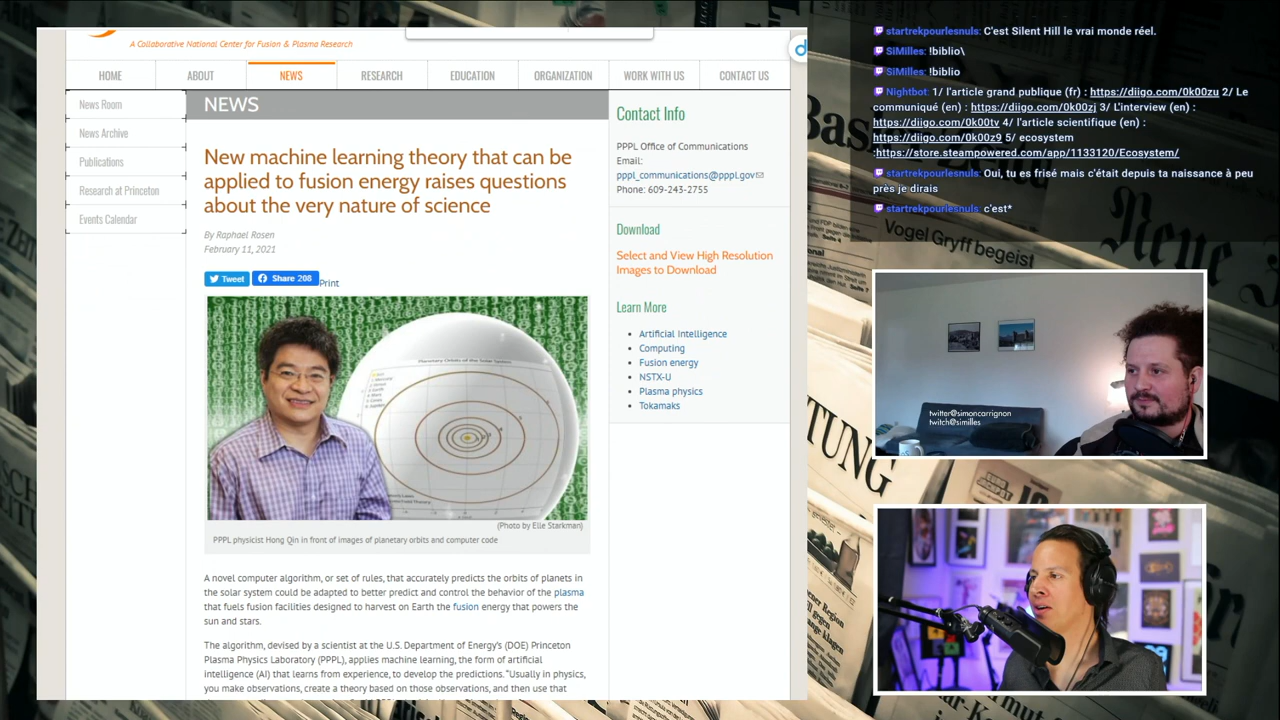 A Collaborative National Center for Fusion & Plasma Research
HOME
ABOUT
NEWS
RESEARCH
EDUCATION
ORGANIZATION
WORK WITH US
CONTACT US
News Room
News Archive
Publications
Research at Princeton
Events Calendar
NEWS
New machine learning theory that can be
applied to fusion energy raises questions
about the very nature of science
By Raphael Rosen
February 11, 2021
Tweet
Share 208
Print
Planetary Orbits of the Solar System
(Photo by Elle Starkman)
PPPL physicist Hong Qin in front of images of planetary orbits and computer code
A novel computer algorithm, or set of rules, that accurately predicts the orbits of planets in
the solar system could be adapted to better predict and control the behavior of the plasma
that fuels fusion facilities designed to harvest on Earth the fusion energy that powers the
sun and stars.
The algorithm, devised by a scientist at the U.S. Department of Energy's (DOE) Princeton
Plasma Physics Laboratory (PPPL), applies machine learning, the form of artificial
intelligence (AI) that learns from experience, to develop the predictions. "Usually in physics,
you make observations, create a theory based on those observations, and then use that
Contact Info
PPPL Office of Communications
Email:
pppl_communications@pppl.gov
Phone: 609-243-2755
Download
Select and View High Resolution
Images to Download
Learn More
Artificial Intelligence
Computing
Fusion energy
NSTX-U
Plasma physics
Tokamaks
startrekpourlesnuls: C'est Silent Hill le vrai monde réel.
SiMilles: !biblio\
SiMilles: !biblio
Nightbot: 1/ l'article grand publique (fr) : https://diigo.com/0k00zu 2/ Le
communiqué (en) : https://diigo.com/0k00zj 3/ L'interview (en) :
https://diigo.com/0k00tv 4/ l'article scientifique (en) :
https://diigo.com/0k00z9 5/ ecosystem
:https://store.steampowered.com/app/1133120/Ecosystem/
startrekpourlesnuls: Oui, tu es frisé mais c'était depuis ta naissance à peu
près je dirais
startrekpourlesnuls: c'est*
Vogel Gryff begeist
twitter@simoncarrignon
twitch@similles